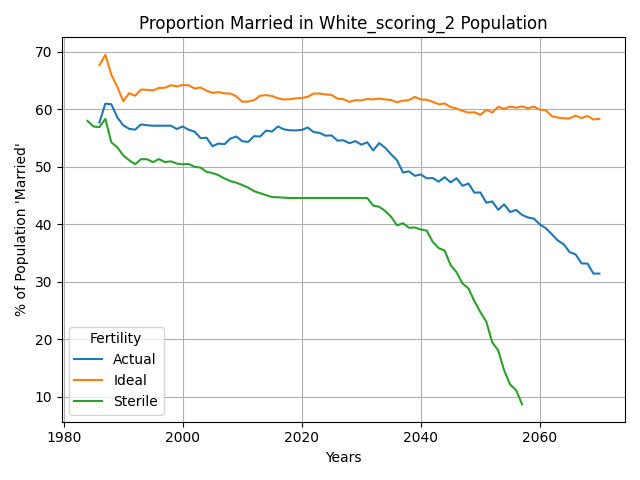 Proportion Married in White_scoring_2 Population
% of Population 'Married'
70
60
50
40
30
20
10
Fertility
Actual
Ideal
Sterile
1980
2000
2020
2040
2060
Years